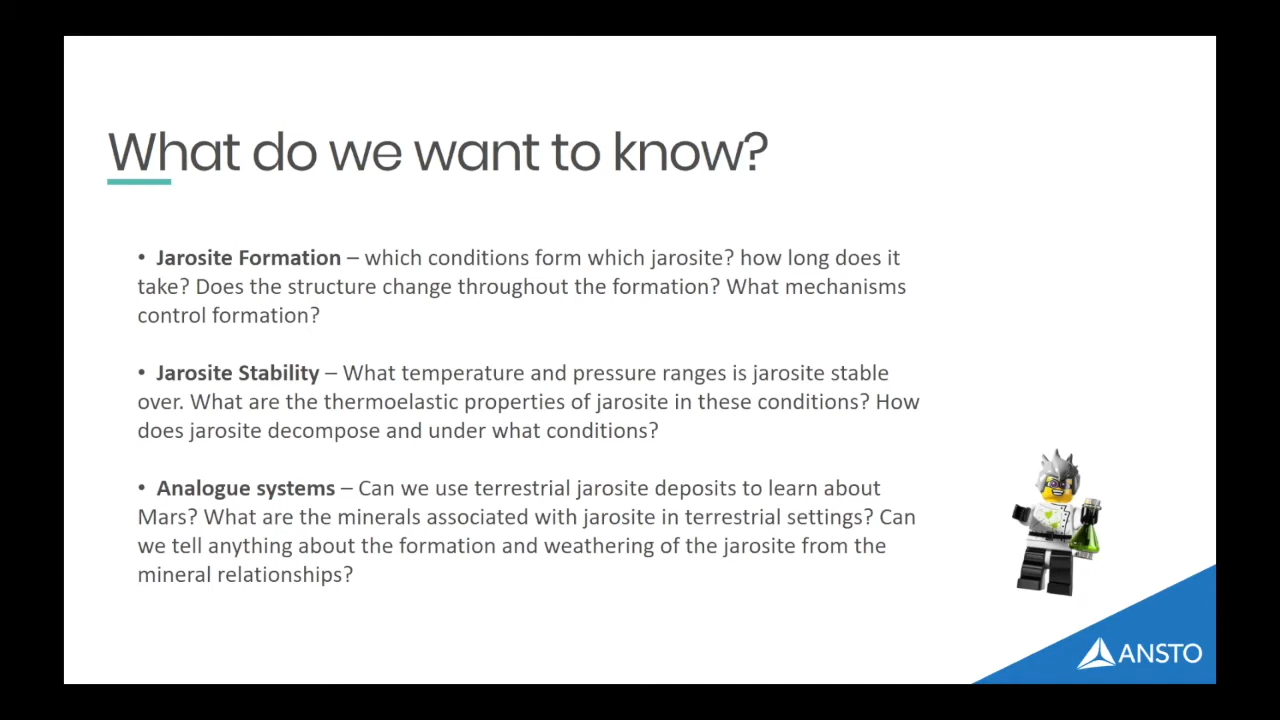 What do we want to know?
• Jarosite Formation – which conditions form which jarosite? how long does it
take? Does the structure change throughout the formation? What mechanisms
control formation?
• Jarosite Stability – What temperature and pressure ranges is jarosite stable
over. What are the thermoelastic properties of jarosite in these conditions? How
does jarosite decompose and under what conditions?
• Analogue systems – Can we use terrestrial jarosite deposits to learn about
Mars? What are the minerals associated with jarosite in terrestrial settings? Can
we tell anything about the formation and weathering of the jarosite from the
mineral relationships?
ANSTO